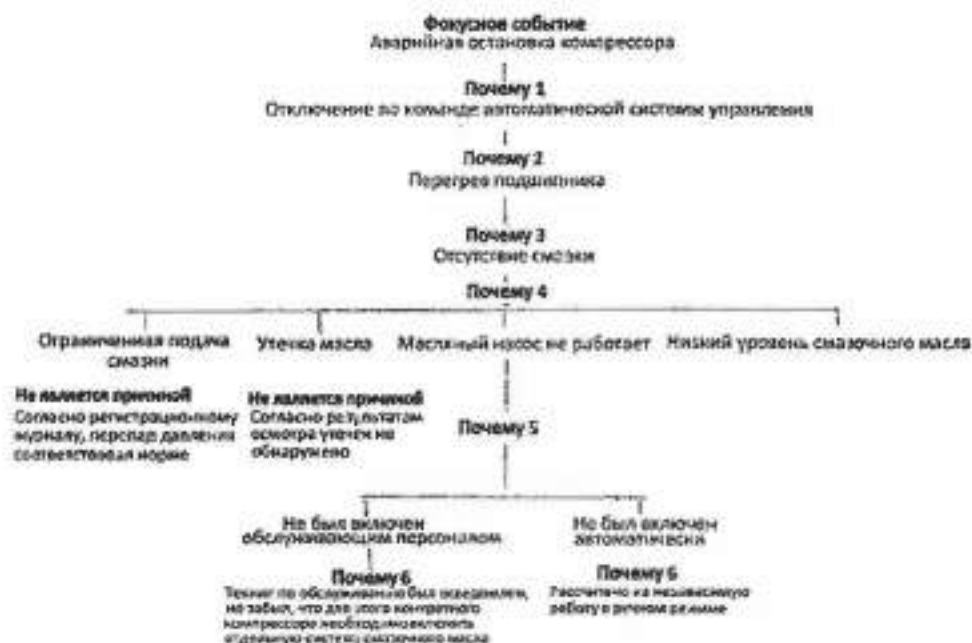 Фокусное событие
Аварийная остановка компрессора
Почему 1
Отключение по команде автоматической системы управления
Почему 2
Перегрев подшипника
Почему 3
Отсутствие смазки
Почему 4
Ограниченная подача
смазки
Утечка масла
Масляный насос не работает
Низкий уровень смазочного масла
Не является причиной
Согласно регистрационному
журналу, перепад давления
соответствовал норме
Не является причиной
Согласно результатам
осмотра утечек не
обнаружено
Почему 5
Не был включен
обслуживающим персоналом
Не был включен
автоматически
Почему 6
Техник по обслуживанию был осведомлен,
но забыл, что для этого конкретного
компрессора необходимо включить
отдельную систему смазочного масла
Почему 6
Рассчитано на независимую
работу в ручном режиме